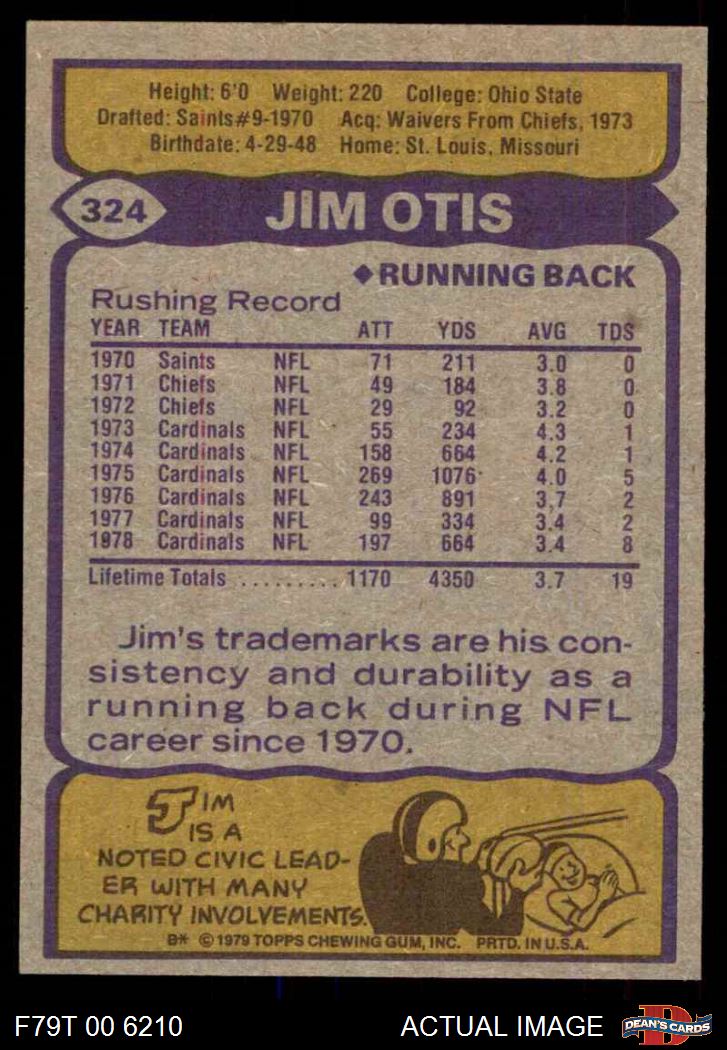 Height: 6'0 Weight: 220 College: Ohio State
Drafted: Saints#9-1970 Acq: Waivers From Chiefs, 1973
Birthdate: 4-29-48 Home: St. Louis, Missouri
324 JIM OTIS
◆RUNNING BACK
Rushing Record
YEAR TEAM ATT YDS AVG TDS
1970 Saints NFL 71 211 3.0 0
1971 Chiefs NFL 49 184 3.8 0
1972 Chiefs NFL 29 92 3.2 0
1973 Cardinals NFL 55 234 4.3 1
1974 Cardinals NFL 158 664 4.2 1
1975 Cardinals NFL 269 1076 4.0 5
1976 Cardinals NFL 243 891 3.7 2
1977 Cardinals NFL 99 334 3.4 2
1978 Cardinals NFL 197 664 3.4 8
Lifetime Totals ......... 1170 4350 3.7 19
Jim's trademarks are his con-
sistency and durability as a
running back during NFL
career since 1970.
JIM
IS A
NOTED CIVIC LEAD-
ER WITH MANY
CHARITY INVOLVEMENTS.
B* © 1979 TOPPS CHEWING GUM, INC. PRTD. IN U.S.A.
F79T 00 6210 ACTUAL IMAGE D DEAN'S CARDS